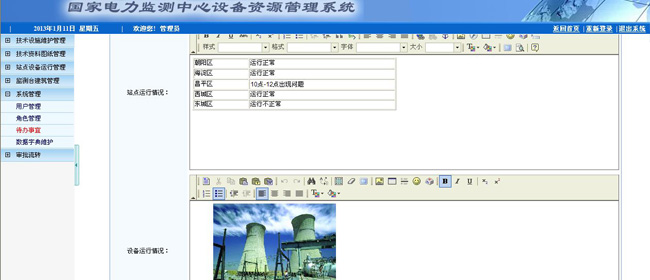 国家电力监测中心设备资源管理系统
2013年1月11日 星期五 | 欢迎您! 管理员 返回首页 | 重新登录 | 退出系统
技术设施维护管理
技术资料图纸管理
站点设备运行管理
监测台建筑管理
系统管理
用户管理
角色管理
待办事宜
数据字典维护
审批流转
样式 格式 字体 大小
站点运行情况:
朝阳区 运行正常
海淀区 运行正常
昌平区 10点-12点出现问题
西城区 运行正常
东城区 运行不正常
B I U x₂ x²
设备运行情况: